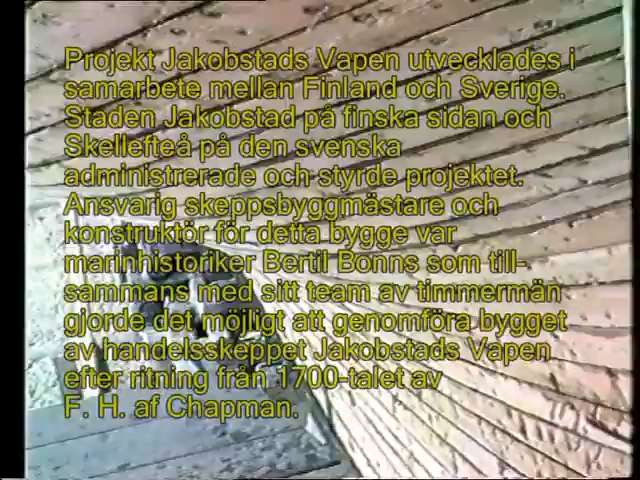 Projekt Jakobstads Vapen utvecklades i
samarbete mellan Finland och Sverige.
Staden Jakobstad på finska sidan och
Skellefteå på den svenska
administrerade och styrde projektet.
Ansvarig skeppsbyggmästare och
konstruktör för detta bygge var
marinhistoriker Bertil Bonns som till-
sammans med sitt team av timmermän
gjorde det möjligt att genomföra bygget
av handelsskeppet Jakobstads Vapen
efter ritning från 1700-talet av
F. H. af Chapman.